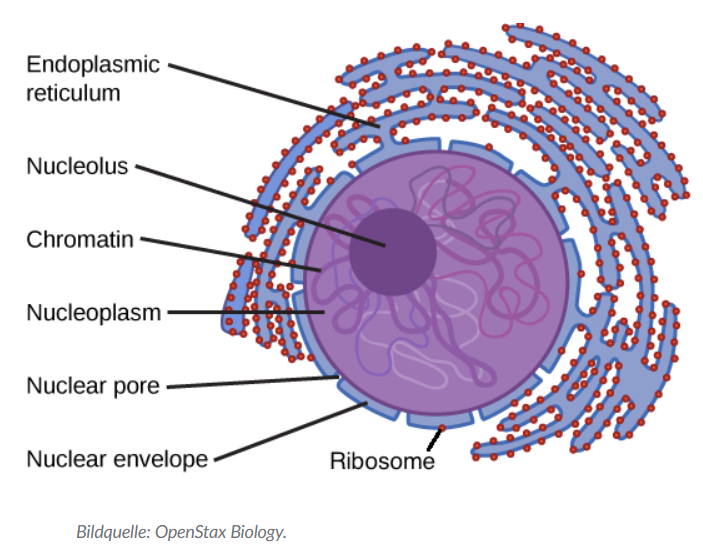 Endoplasmic
reticulum
Nucleolus
Chromatin
Nucleoplasm
Nuclear pore
Nuclear envelope
Ribosome
Bildquelle: OpenStax Biology.